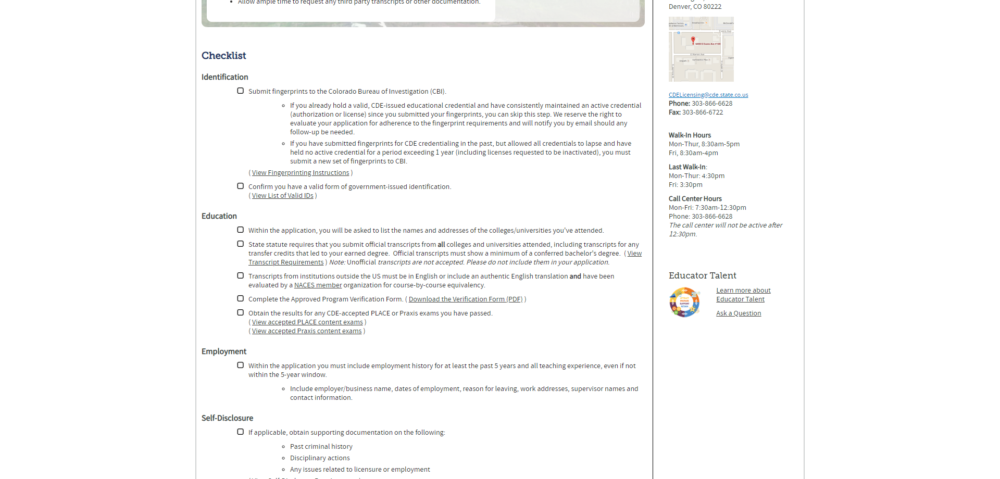 Allow ample time to request any third party transcripts or other documentation.
Checklist
Identification
Submit fingerprints to the Colorado Bureau of Investigation (CBI).
If you already hold a valid, CDE-issued educational credential and have consistently maintained an active credential
(authorization or license) since you submitted your fingerprints, you can skip this step. We reserve the right to
evaluate your application for adherence to the fingerprint requirements and will notify you by email should any
follow-up be needed.
If you have submitted fingerprints for CDE credentialing in the past, but allowed all credentials to lapse and have
held no active credential for a period exceeding 1 year (including licenses requested to be inactivated), you must
submit a new set of fingerprints to CBI.
( View Fingerprinting Instructions )
Confirm you have a valid form of government-issued identification.
( View List of Valid IDs )
Education
Within the application, you will be asked to list the names and addresses of the colleges/universities you've attended.
State statute requires that you submit official transcripts from all colleges and universities attended, including transcripts for any
transfer credits that led to your earned degree. Official transcripts must show a minimum of a conferred bachelor's degree. ( View
Transcript Requirements ) Note: Unofficial transcripts are not accepted. Please do not include them in your application.
Transcripts from institutions outside the US must be in English or include an authentic English translation and have been
evaluated by a NACES member organization for course-by-course equivalency.
Complete the Approved Program Verification Form. ( Download the Verification Form (PDF) )
Obtain the results for any CDE-accepted PLACE or Praxis exams you have passed.
( View accepted PLACE content exams )
( View accepted Praxis content exams )
Employment
Within the application you must include employment history for at least the past 5 years and all teaching experience, even if not
within the 5-year window.
Include employer/business name, dates of employment, reason for leaving, work addresses, supervisor names and
contact information.
Self-Disclosure
If applicable, obtain supporting documentation on the following:
Past criminal history
Disciplinary actions
Any issues related to licensure or employment
Denver, CO 80222
McDonald's
E Evans Ave
6000 E Evans Ave #100
E Warren Ave
Gymnastics Plus
CDELicensing@cde.state.co.us
Phone: 303-866-6628
Fax: 303-866-6722
Walk-In Hours
Mon-Thur, 8:30am-5pm
Fri, 8:30am-4pm
Last Walk-In:
Mon-Thur: 4:30pm
Fri: 3:30pm
Call Center Hours
Mon-Fri: 7:30am-12:30pm
Phone: 303-866-6628
The call center will not be active after
12:30pm.
Educator Talent
PREPARE
SUPPORT
RETAIN
Learn more about
Educator Talent
Ask a Question